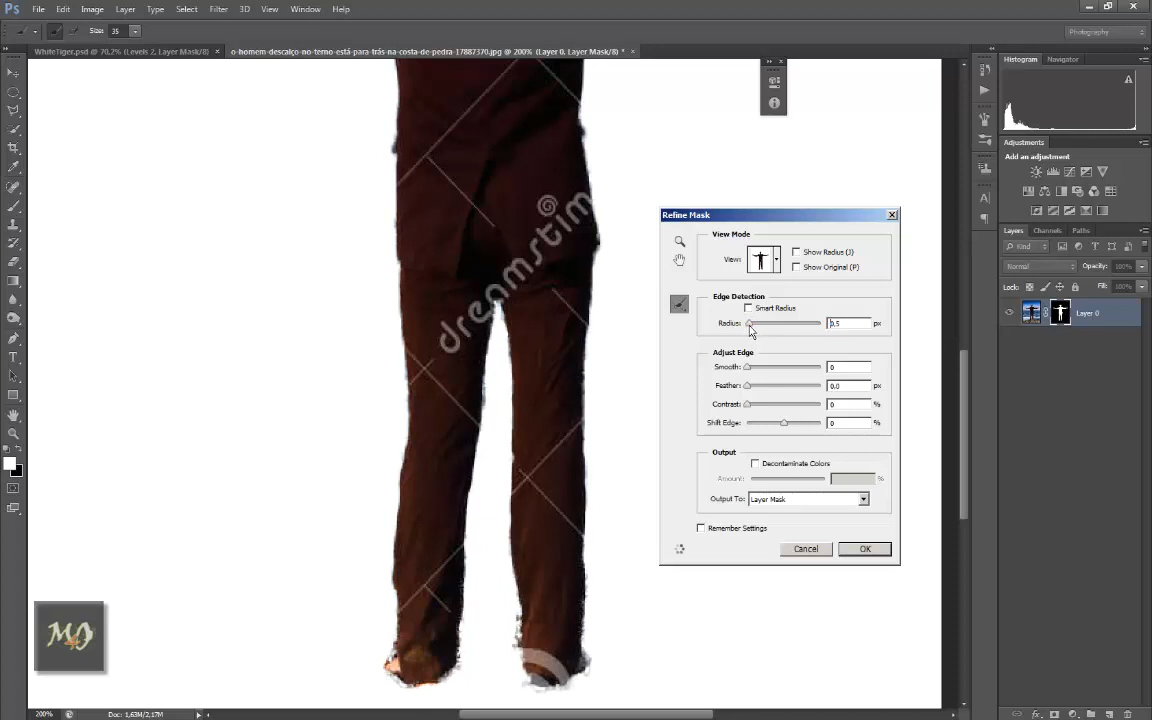 Ps File Edit Image Layer Type Select Filter 3D View Window Help
Size: 35
Photography
WhiteTiger.psd @ 70,2% (Levels 2, Layer Mask/8) ×
o-homem-descalço-no-terno-está-para-trás-na-costa-de-pedra-17887370.jpg @ 200% (Layer 0, Layer Mask/8) * ×
Histogram Navigator
Adjustments
Add an adjustment
Layers Channels Paths
Kind
Normal Opacity: 100%
Lock: Fill: 100%
Layer 0
dreamstim
Refine Mask
View Mode
View:
Show Radius (J)
Show Original (P)
Edge Detection
Smart Radius
Radius: 0,5 px
Adjust Edge
Smooth: 0
Feather: 0,0 px
Contrast: 0 %
Shift Edge: 0 %
Output
Decontaminate Colors
Amount: %
Output To: Layer Mask
Remember Settings
Cancel OK
200% Doc: 1,63M/2,17M